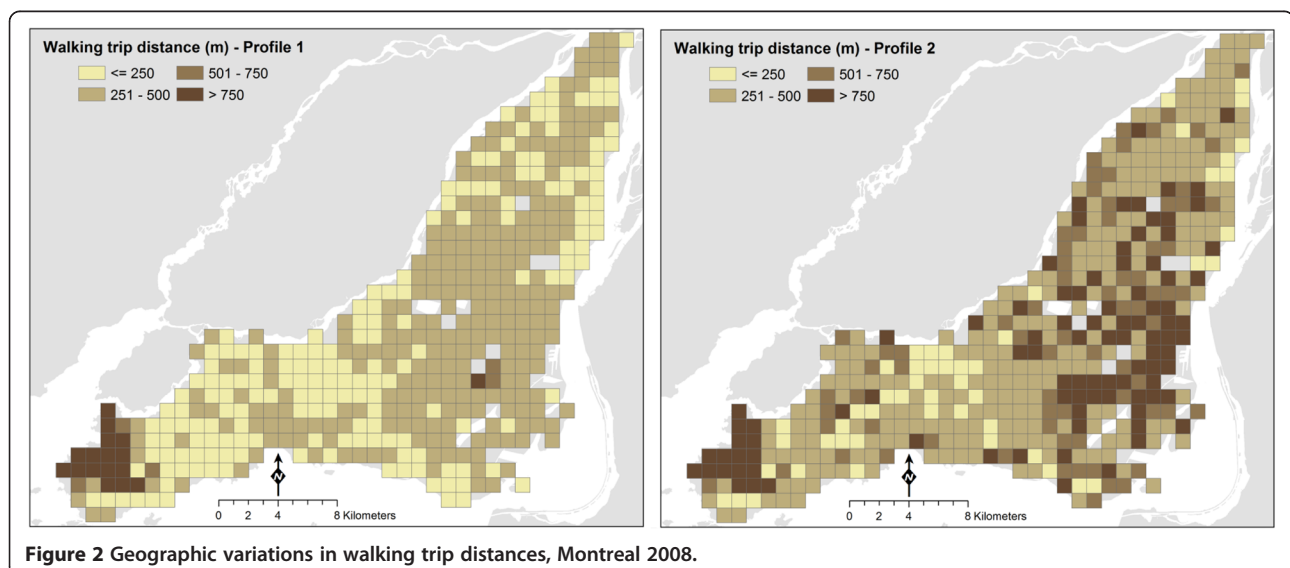 Walking trip distance (m) - Profile 1
<= 250
501 - 750
251 - 500
> 750
N
0 2 4 8 Kilometers
Walking trip distance (m) - Profile 2
<= 250
501 - 750
251 - 500
> 750
N
0 2 4 8 Kilometers
Figure 2 Geographic variations in walking trip distances, Montreal 2008.